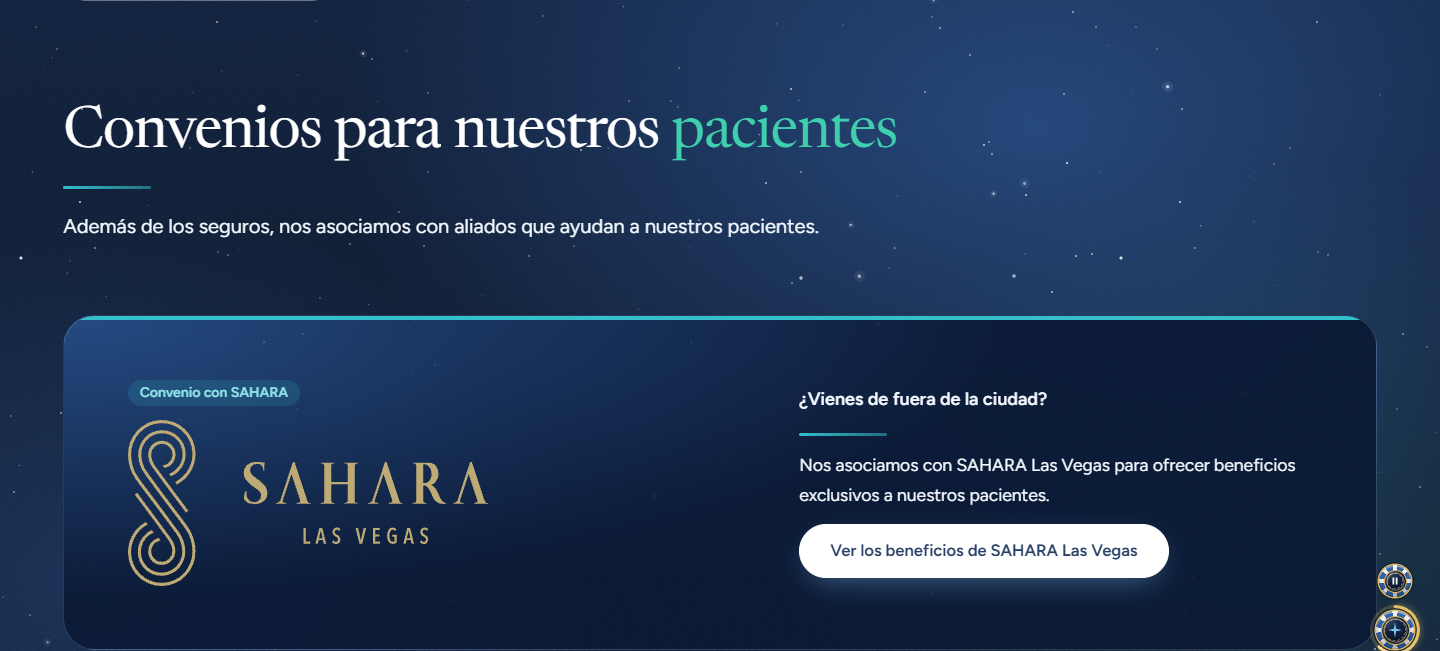 Convenios para nuestros pacientes
Además de los seguros, nos asociamos con aliados que ayudan a nuestros pacientes.
Convenio con SAHARA
SAHARA
LAS VEGAS
¿Vienes de fuera de la ciudad?
Nos asociamos con SAHARA Las Vegas para ofrecer beneficios
exclusivos a nuestros pacientes.
Ver los beneficios de SAHARA Las Vegas